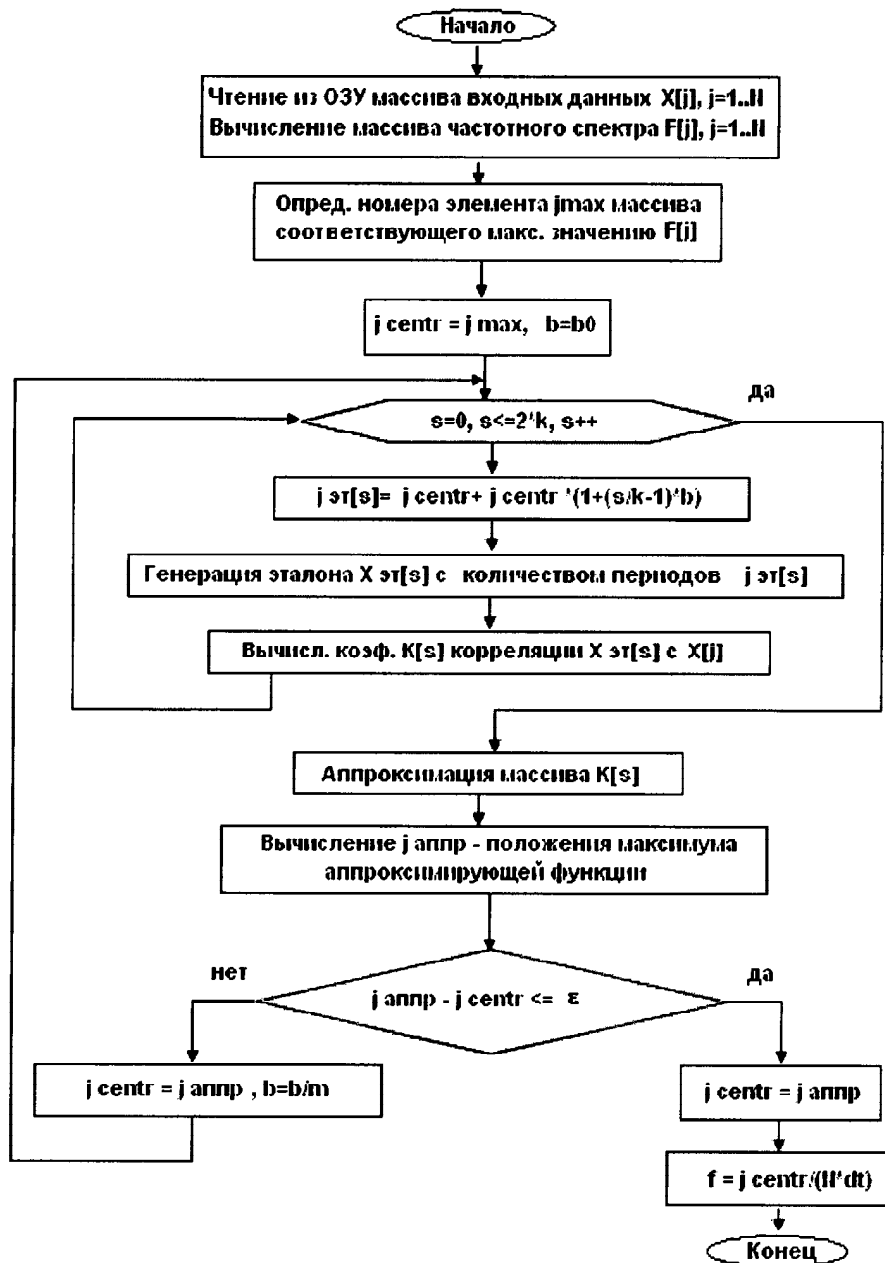 Начало
Чтение из ОЗУ массива входных данных X[j], j=1..N
Вычисление массива частотного спектра F[j], j=1..N
Опред. номера элемента jmax массива
соответствующего макс. значению F[j]
j centr = j max, b=b0
да
s=0, s<=2*k, s++
j эт[s]= j centr+ j centr *(1+(s/k-1)*b)
Генерация эталона X эт[s] с количеством периодов j эт[s]
Вычисл. коэф. K[s] корреляции X эт[s] с X[j]
Аппроксимация массива K[s]
Вычисление j аппр - положения максимума
аппроксимирующей функции
нет
да
j аппр - j centr <= ε
j centr = j аппр , b=b/m
j centr = j аппр
f = j centr/(N*dt)
Конец